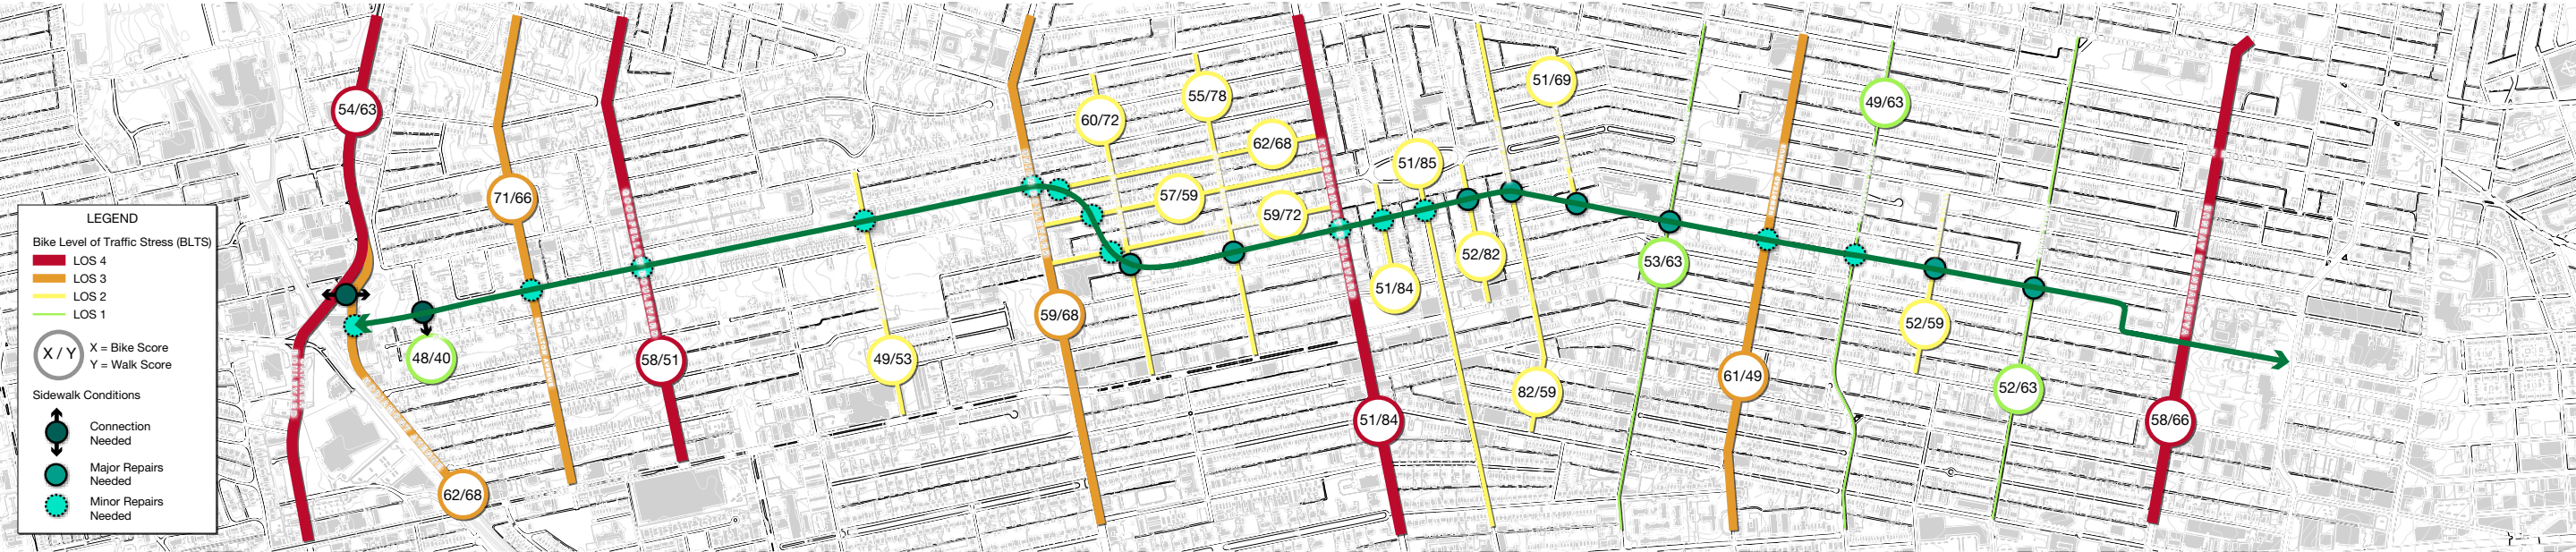 LEGEND
Bike Level of Traffic Stress (BLTS)
LOS 4
LOS 3
LOS 2
LOS 1
X / Y
X = Bike Score
Y = Walk Score
Sidewalk Conditions
Connection
Needed
Major Repairs
Needed
Minor Repairs
Needed
54/63
71/66
48/40
62/68
58/51
49/53
59/68
60/72
55/78
62/68
57/59
59/72
51/84
51/85
51/84
52/82
51/69
82/59
53/63
61/49
49/63
52/59
52/63
58/66